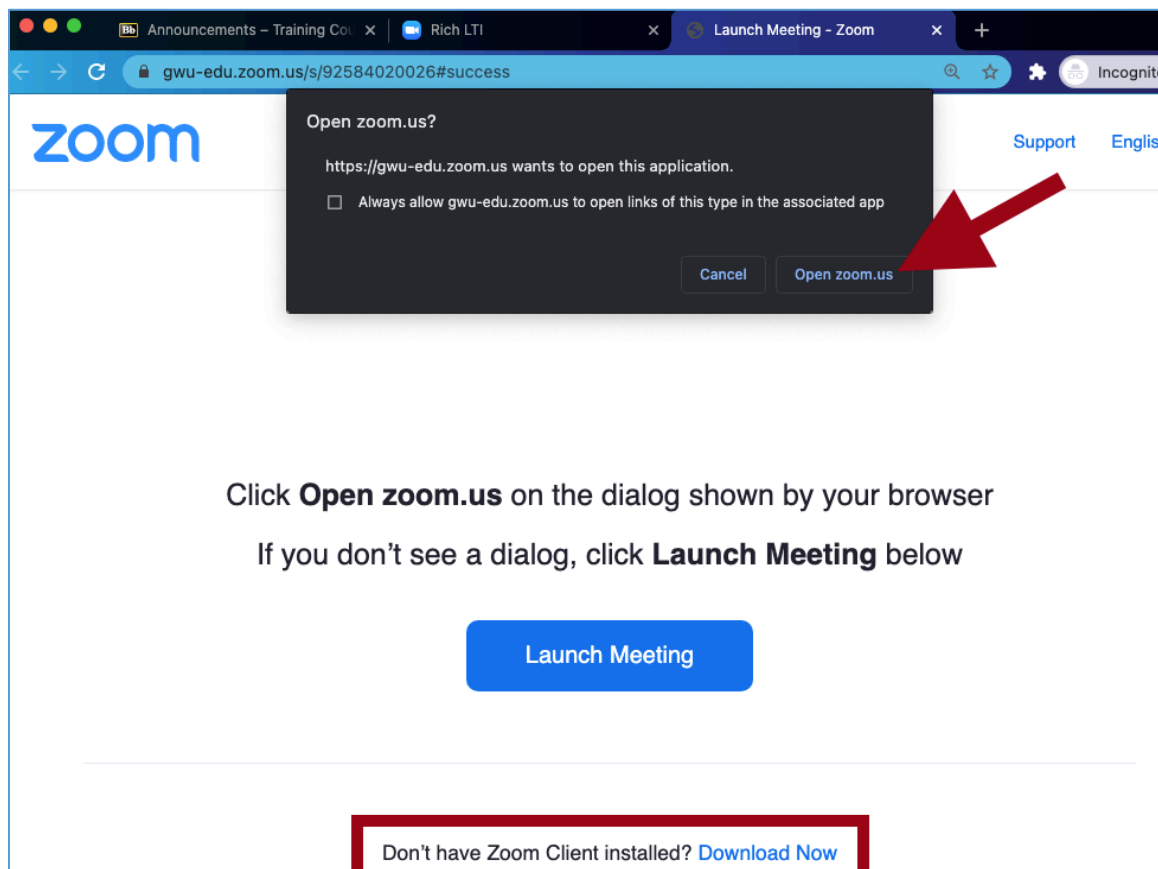 Announcements – Training Cou
Rich LTI
Launch Meeting - Zoom
gwu-edu.zoom.us/s/92584020026#success
Incognito
zoom
Support
Englis
Open zoom.us?
https://gwu-edu.zoom.us wants to open this application.
Always allow gwu-edu.zoom.us to open links of this type in the associated app
Cancel
Open zoom.us
Click Open zoom.us on the dialog shown by your browser
If you don’t see a dialog, click Launch Meeting below
Launch Meeting
Don’t have Zoom Client installed? Download Now